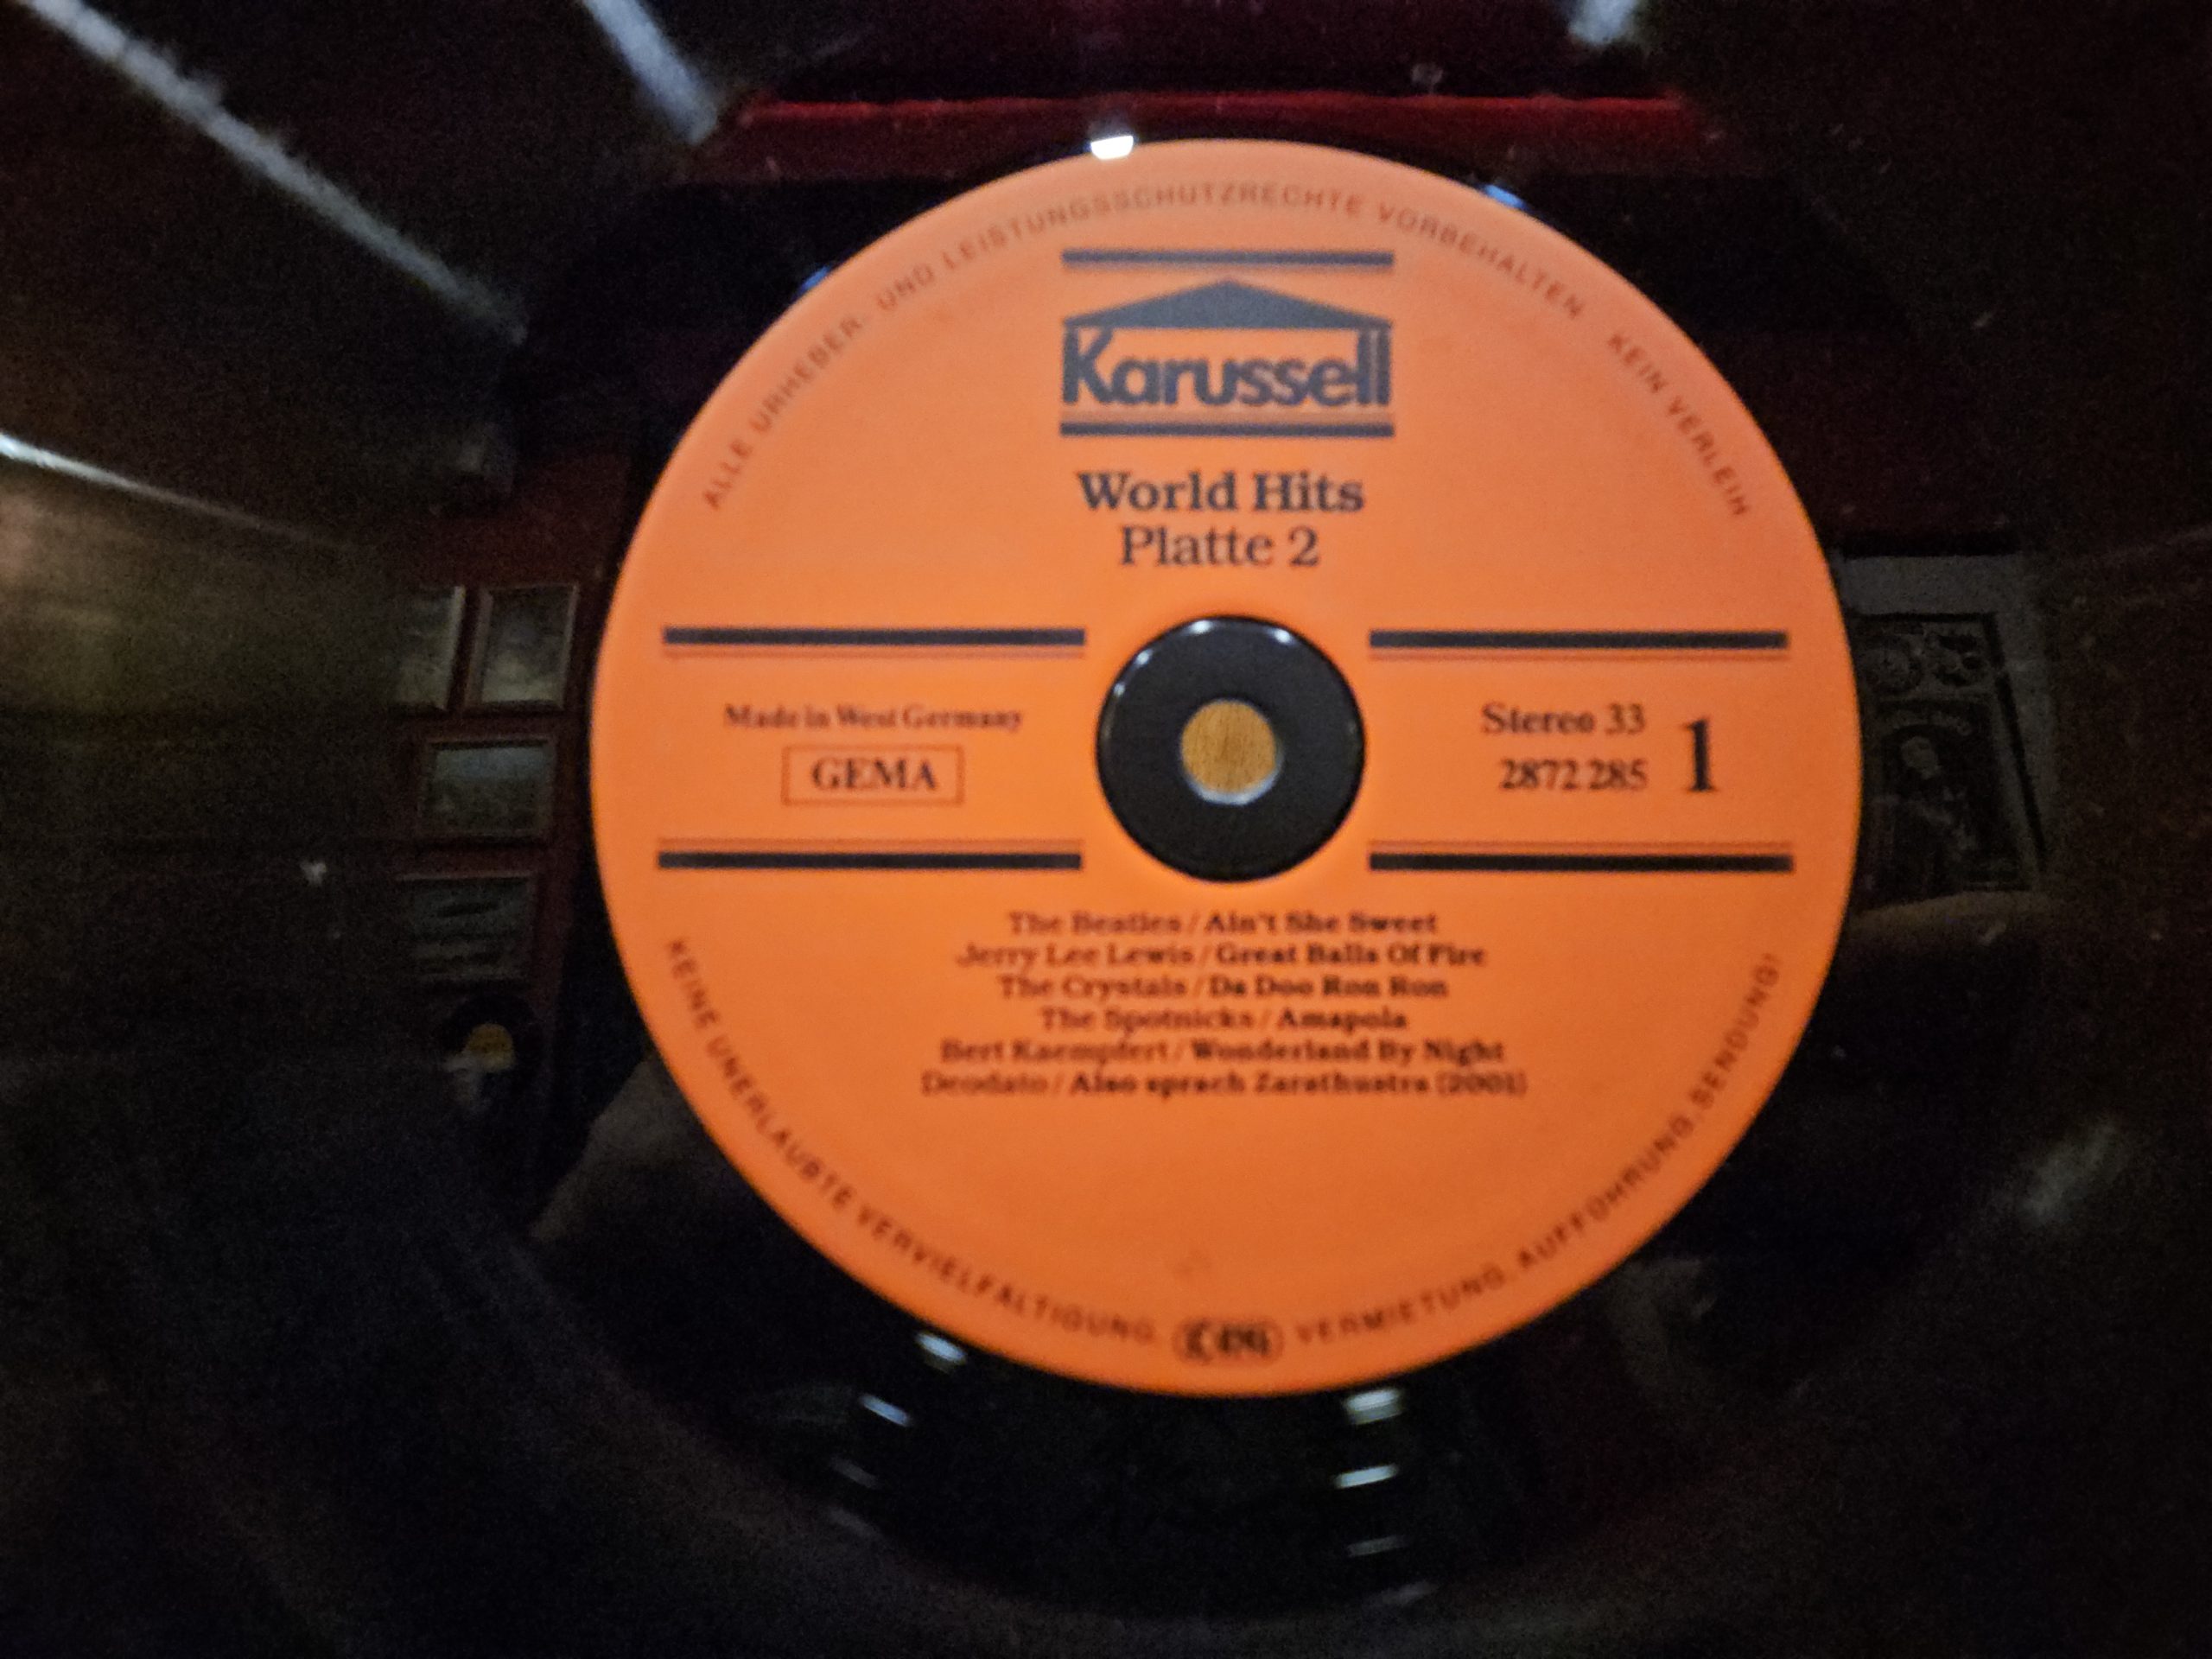 ALLE URHEBER- UND LEISTUNGSSCHUTZRECHTE VORBEHALTEN KEIN VERLEIH
Karussell
World Hits
Platte 2
Made in West Germany
GEMA
Stereo 33
2872 285
1
The Beatles / Ain't She Sweet
Jerry Lee Lewis / Great Balls Of Fire
The Crystals / Da Doo Ron Ron
The Spotnicks / Amapola
Bert Kaempfert / Wonderland By Night
Deodato / Also sprach Zarathustra (2001)
KEINE UNERLAUBTE VERVIELFÄLTIGUNG, VERMIETUNG, AUFFÜHRUNG, SENDUNG!